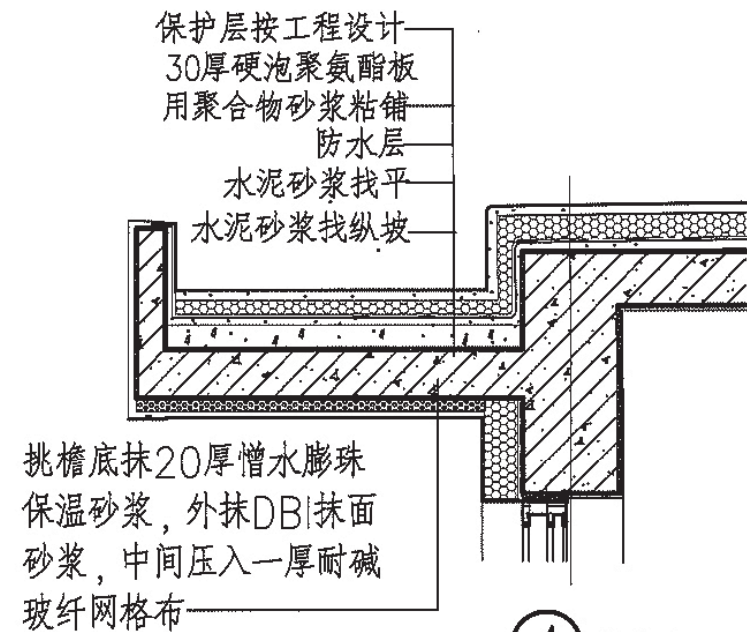 保护层按工程设计
30厚硬泡聚氨酯板
用聚合物砂浆粘铺
防水层
水泥砂浆找平
水泥砂浆找纵坡
挑檐底抹20厚憎水膨珠
保温砂浆，外抹DBI抹面
砂浆，中间压入一厚耐碱
玻纤网格布